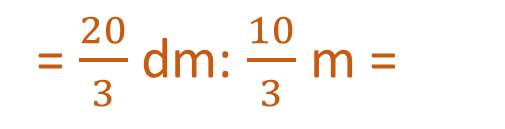 = 20/3 dm: 10/3 m =